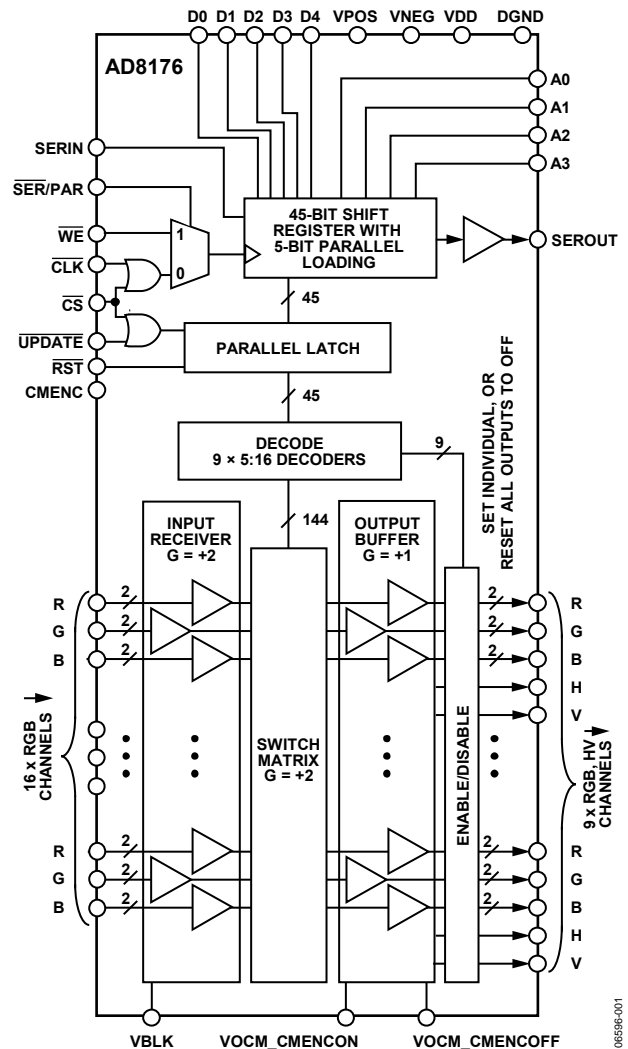 D0 D1 D2 D3 D4 VPOS VNEG VDD DGND
AD8176
A0
A1
A2
A3
SERIN
SER/PAR
WE
CLK
CS
UPDATE
RST
CMENC
1
0
45-BIT SHIFT
REGISTER WITH
5-BIT PARALLEL
LOADING
SEROUT
45
PARALLEL LATCH
45
DECODE
9 × 5:16 DECODERS
9
SET INDIVIDUAL, OR
RESET ALL OUTPUTS TO OFF
144
INPUT
RECEIVER
G = +2
OUTPUT
BUFFER
G = +1
R 2 2 R
G 2 2 G
B 2 2 B
H
V
16 x RGB
CHANNELS
SWITCH
MATRIX
G = +2
ENABLE/DISABLE
9 x RGB, HV
CHANNELS
R 2 2 R
G 2 2 G
B 2 2 B
H
V
VBLK VOCM_CMENCON VOCM_CMENCOFF
06596-001